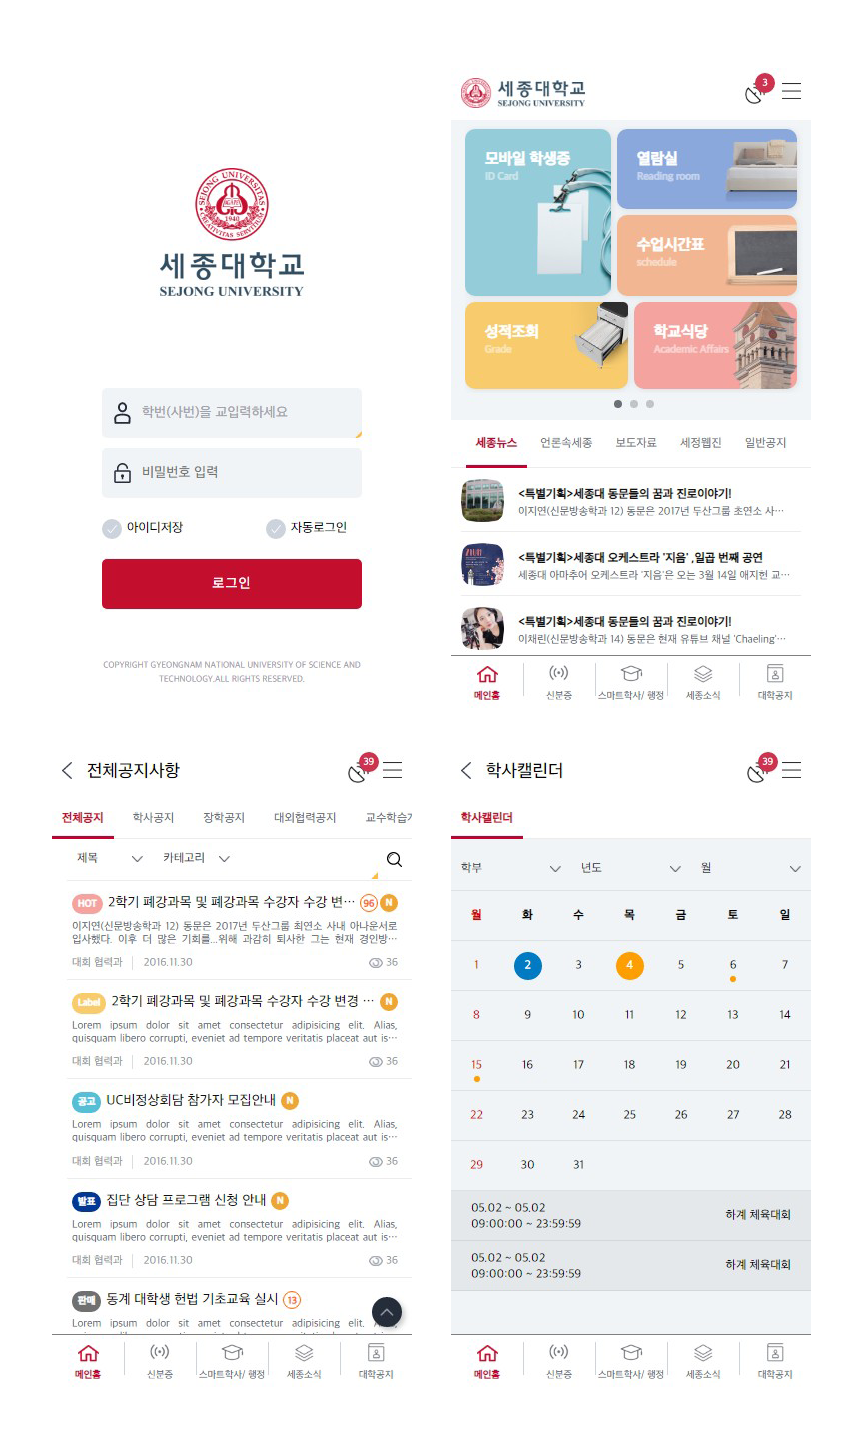 SEJONG UNIVERSITAS
AGAPE
1940
CREATIVITAS SERVITIUM
세종대학교
SEJONG UNIVERSITY
학번(사번)을 교입력하세요
비밀번호 입력
아이디저장
자동로그인
로그인
COPYRIGHT GYEONGNAM NATIONAL UNIVERSITY OF SCIENCE AND
TECHNOLOGY.ALL RIGHTS RESERVED.
세종대학교
SEJONG UNIVERSITY
3
모바일 학생증
ID Card
열람실
Reading room
수업시간표
schedule
성적조회
Grade
학교식당
Academic Affairs
세종뉴스 언론속세종 보도자료 세정웹진 일반공지
<특별기획>세종대 동문들의 꿈과 진로이야기!
이지연(신문방송학과 12) 동문은 2017년 두산그룹 초연소 사…
<특별기획>세종대 오케스트라 '지음' ,일곱 번째 공연
세종대 아마추어 오케스트라 '지음'은 오는 3월 14일 애지헌 교…
<특별기획>세종대 동문들의 꿈과 진로이야기!
이채린(신문방송학과 14) 동문은 현재 유튜브 채널 'Chaeling'…
메인홈 신분증 스마트학사/ 행정 세종소식 대학공지
전체공지사항
39
전체공지 학사공지 장학공지 대외협력공지 교수학습
제목 카테고리
HOT 2학기 폐강과목 및 폐강과목 수강자 수강 변… 96 N
이지연(신문방송학과 12) 동문은 2017년 두산그룹 최연소 사내 아나운서로
입사했다. 이후 더 많은 기회를...위해 과감히 퇴사한 그는 현재 경인방…
대회 협력과 2016.11.30 36
Label 2학기 폐강과목 및 폐강과목 수강자 수강 변경 … N
Lorem ipsum dolor sit amet consectetur adipisicing elit. Alias,
quisquam libero corrupti, eveniet ad tempore veritatis placeat aut is…
대회 협력과 2016.11.30 36
공고 UC비정상회담 참가자 모집안내 N
Lorem ipsum dolor sit amet consectetur adipisicing elit. Alias,
quisquam libero corrupti, eveniet ad tempore veritatis placeat aut is…
대회 협력과 2016.11.30 36
발표 집단 상담 프로그램 신청 안내 N
Lorem ipsum dolor sit amet consectetur adipisicing elit. Alias,
quisquam libero corrupti, eveniet ad tempore veritatis placeat aut is…
대회 협력과 2016.11.30 36
판매 동계 대학생 헌법 기초교육 실시 13
Lorem ipsum dolor sit amet consectetur adipisicing elit.
메인홈 신분증 스마트학사/ 행정 세종소식 대학공지
학사캘린더
39
학사캘린더
학부 년도 월
월 화 수 목 금 토 일
1 2 3 4 5 6 7
8 9 10 11 12 13 14
15 16 17 18 19 20 21
22 23 24 25 26 27 28
29 30 31
05.02 ~ 05.02
09:00:00 ~ 23:59:59
하계 체육대회
05.02 ~ 05.02
09:00:00 ~ 23:59:59
하계 체육대회
메인홈 신분증 스마트학사/ 행정 세종소식 대학공지